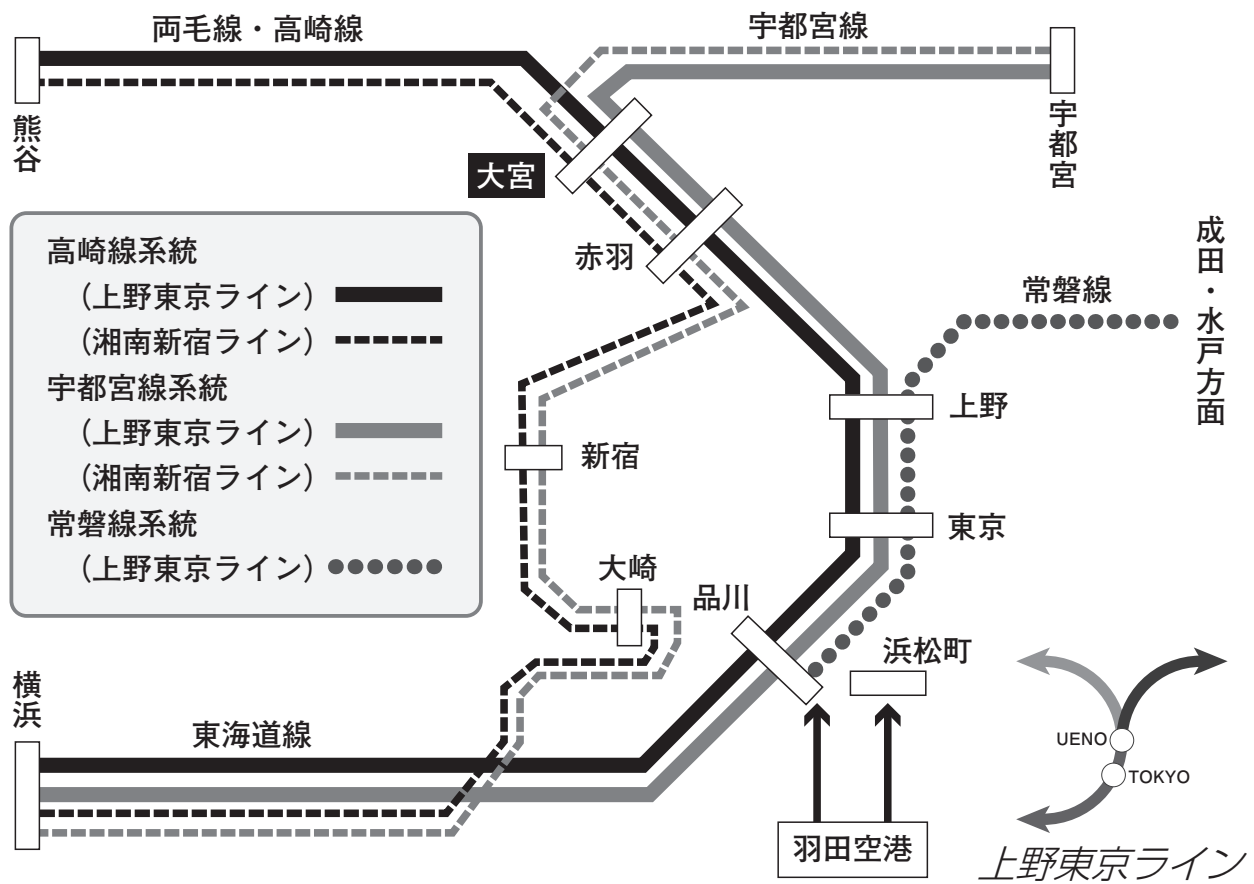 両毛線・高崎線
宇都宮線
熊谷
宇都宮
大宮
赤羽
成田・水戸方面
常磐線
高崎線系統
(上野東京ライン)
(湘南新宿ライン)
宇都宮線系統
(上野東京ライン)
(湘南新宿ライン)
常磐線系統
(上野東京ライン)
上野
新宿
東京
大崎
品川
浜松町
横浜
東海道線
羽田空港
UENO
TOKYO
上野東京ライン